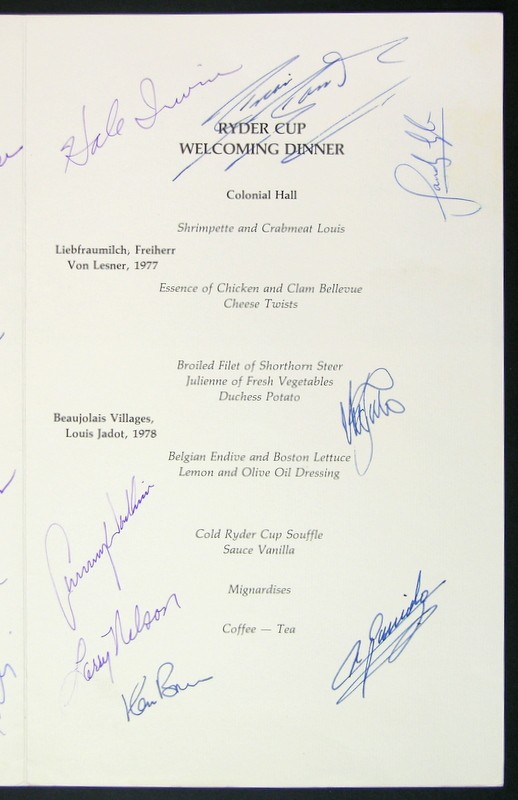 Hale Irwin
RYDER CUP
WELCOMING DINNER
Colonial Hall
Shrimpette and Crabmeat Louis
Liebfraumilch, Freiherr
Von Lesner, 1977
Essence of Chicken and Clam Bellevue
Cheese Twists
Broiled Filet of Shorthorn Steer
Julienne of Fresh Vegetables
Duchess Potato
Beaujolais Villages,
Louis Jadot, 1978
Belgian Endive and Boston Lettuce
Lemon and Olive Oil Dressing
Cold Ryder Cup Souffle
Sauce Vanilla
Mignardises
Coffee — Tea
Larry Nelson
Ken Brown